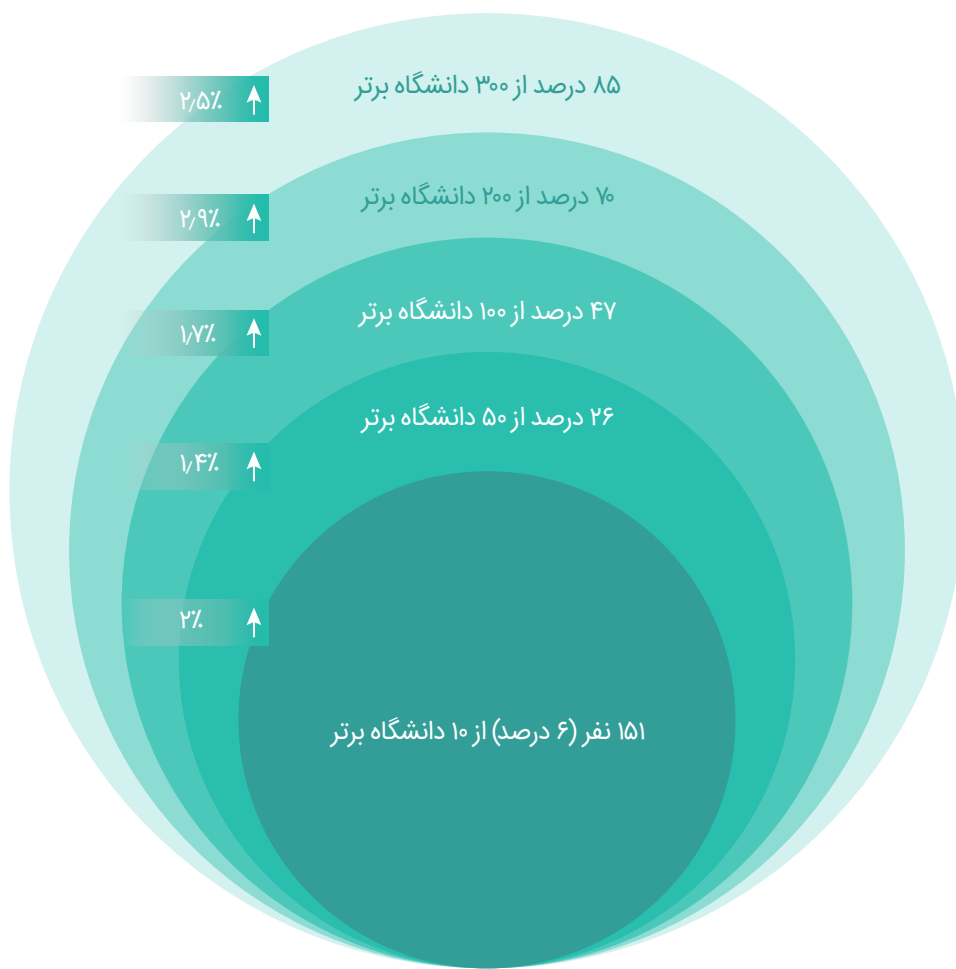 ۸۵ درصد از ۳۰۰ دانشگاه برتر
۲٫۵٪
۷۰ درصد از ۲۰۰ دانشگاه برتر
۲٫۹٪
۴۷ درصد از ۱۰۰ دانشگاه برتر
۱٫۷٪
۲۶ درصد از ۵۰ دانشگاه برتر
۱٫۴٪
۲٪
۱۵۱ نفر (۶ درصد) از ۱۰ دانشگاه برتر